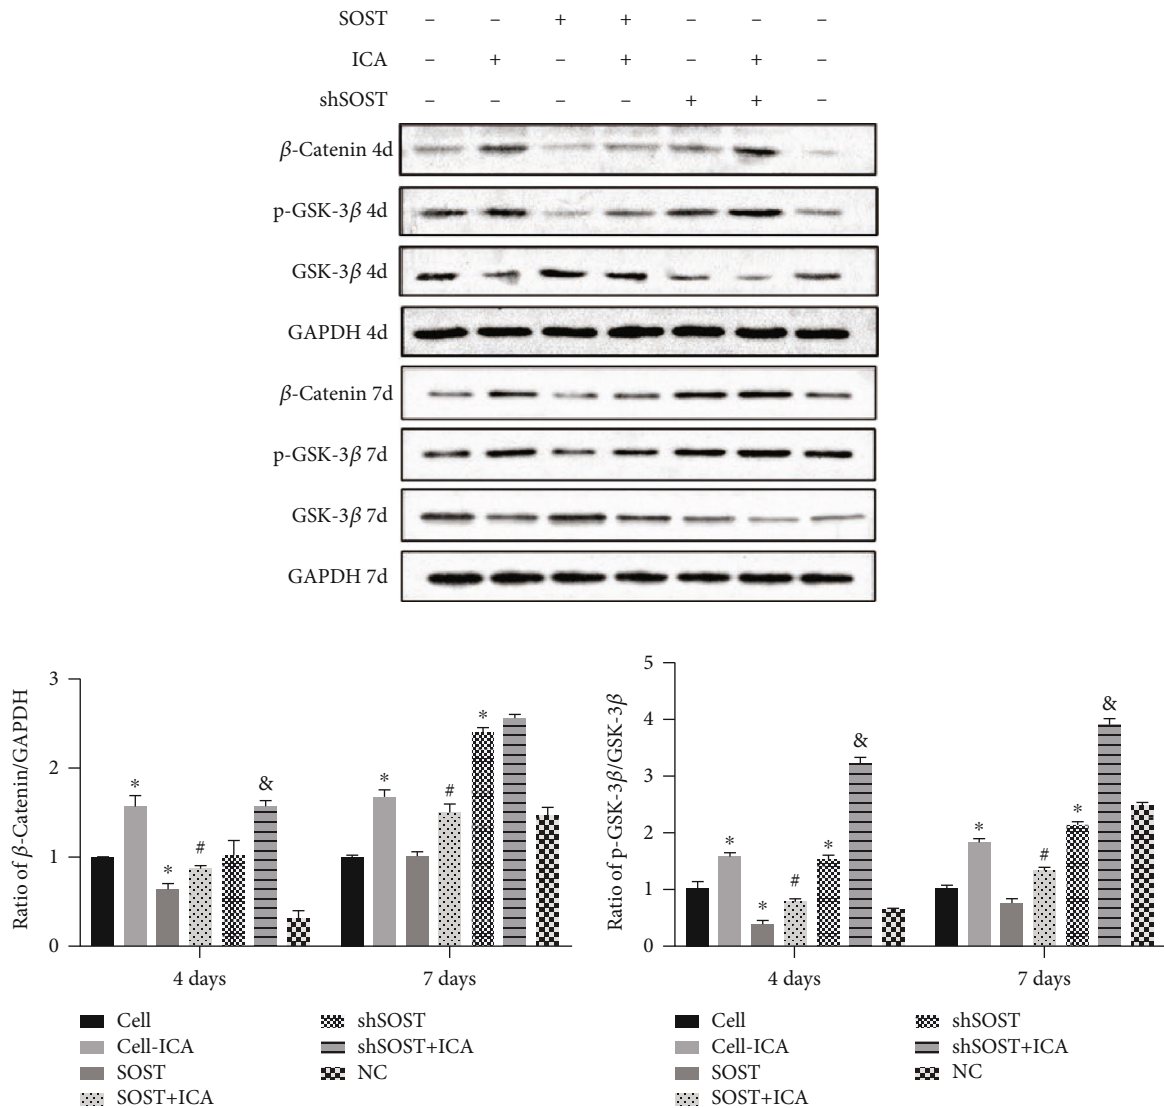 SOST – – + + – – –
ICA – + – + – + –
shSOST – – – – + + –
β-Catenin 4d
p-GSK-3β 4d
GSK-3β 4d
GAPDH 4d
β-Catenin 7d
p-GSK-3β 7d
GSK-3β 7d
GAPDH 7d
Ratio of β-Catenin/GAPDH
3
2
1
0
*
*
#
&
*
#
*
4 days
7 days
Cell
Cell-ICA
SOST
SOST+ICA
shSOST
shSOST+ICA
NC
Ratio of p-GSK-3β/GSK-3β
5
4
3
2
1
0
*
*
#
*
&
*
#
*
&
4 days
7 days
Cell
Cell-ICA
SOST
SOST+ICA
shSOST
shSOST+ICA
NC